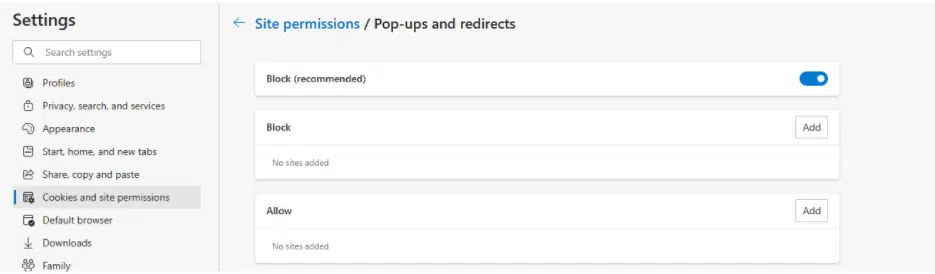 Settings
Search settings
Profiles
Privacy, search, and services
Appearance
Start, home, and new tabs
Share, copy and paste
Cookies and site permissions
Default browser
Downloads
Family
Site permissions / Pop-ups and redirects
Block (recommended)
Block
Add
No sites added
Allow
Add
No sites added